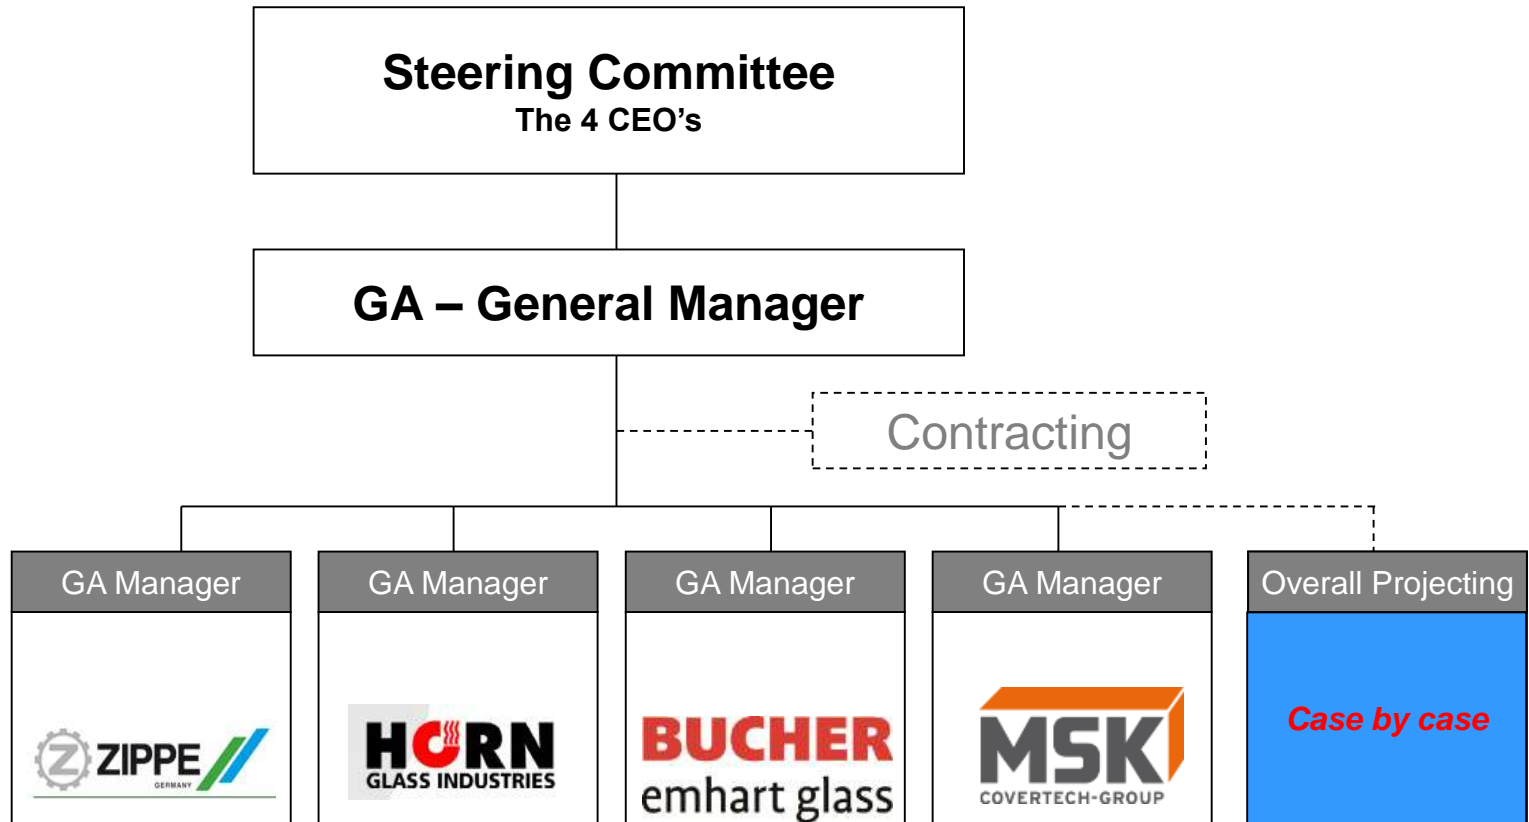 Steering Committee
The 4 CEO’s
GA – General Manager
Contracting
GA Manager
GA Manager
GA Manager
GA Manager
Overall Projecting
Z ZIPPE
GERMANY
HORN
GLASS INDUSTRIES
BUCHER
emhart glass
MSK
COVERTECH-GROUP
Case by case